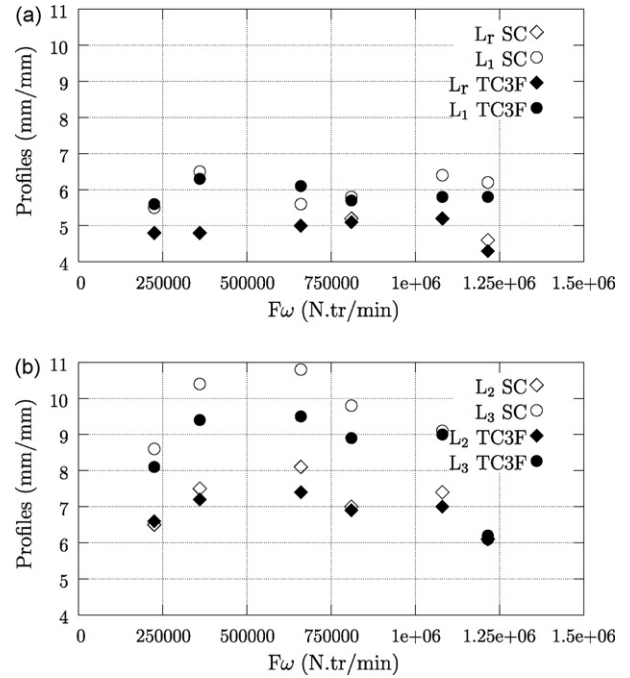 (a)
11
10
9
8
7
6
5
4
Profiles (mm/mm)
Lr SC
L₁ SC
Lr TC3F
L₁ TC3F
0 250000 500000 750000 1e+06 1.25e+06 1.5e+06
Fω (N.tr/min)
(b)
11
10
9
8
7
6
5
4
Profiles (mm/mm)
L₂ SC
L₃ SC
L₂ TC3F
L₃ TC3F
0 250000 500000 750000 1e+06 1.25e+06 1.5e+06
Fω (N.tr/min)